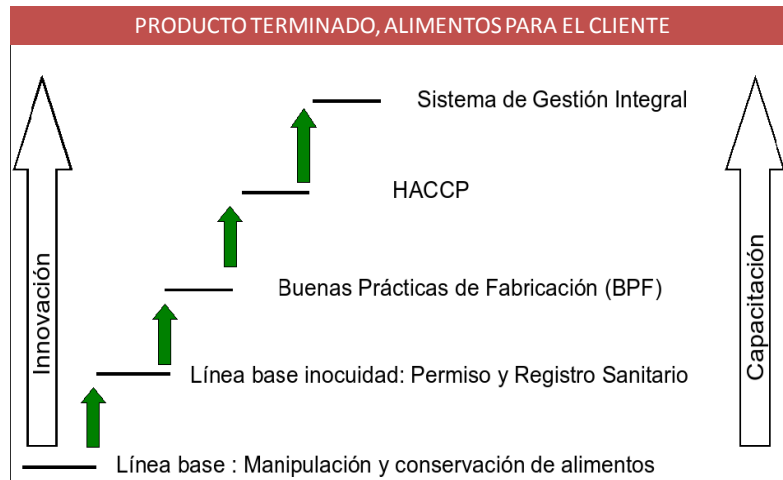 PRODUCTO TERMINADO, ALIMENTOS PARA EL CLIENTE
Sistema de Gestión Integral
HACCP
Buenas Prácticas de Fabricación (BPF)
Línea base inocuidad: Permiso y Registro Sanitario
Línea base : Manipulación y conservación de alimentos
Innovación
Capacitación